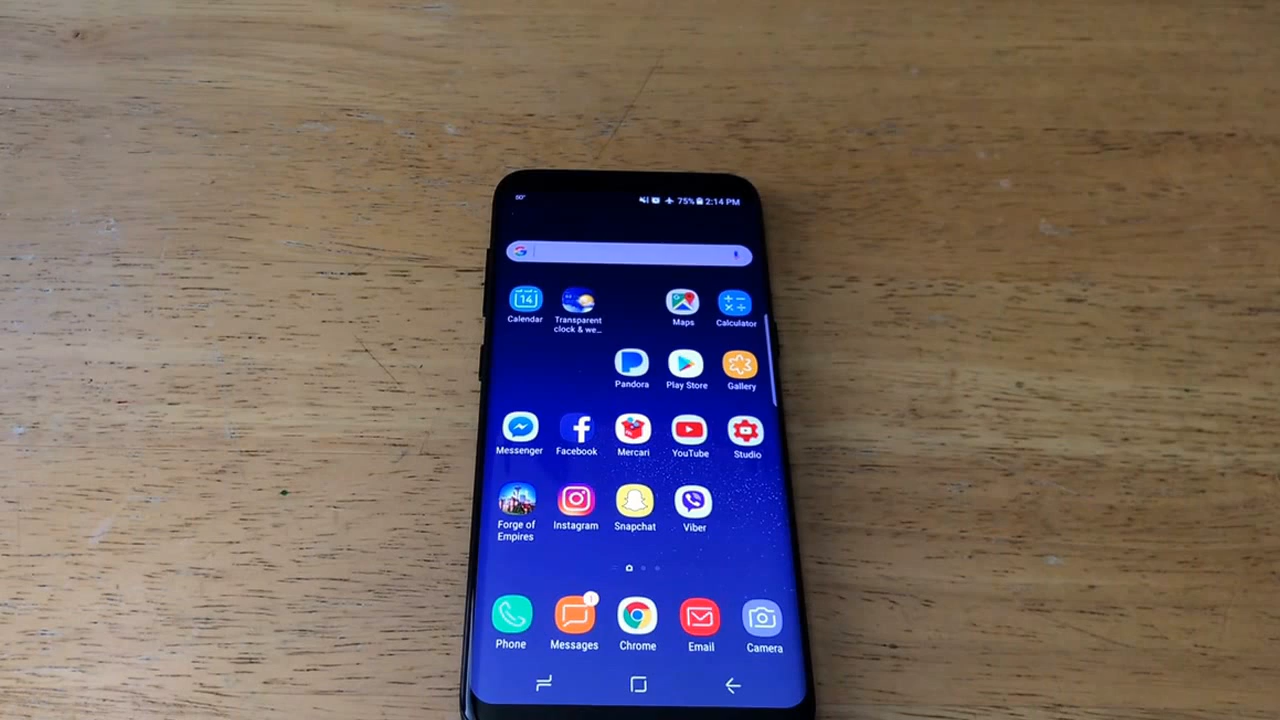 80°
75% 2:14 PM
14
Calendar
Transparent
clock & we...
Maps
Calculator
Pandora
Play Store
Gallery
Messenger
Facebook
Mercari
YouTube
Studio
Forge of
Empires
Instagram
Snapchat
Viber
1
Phone
Messages
Chrome
Email
Camera